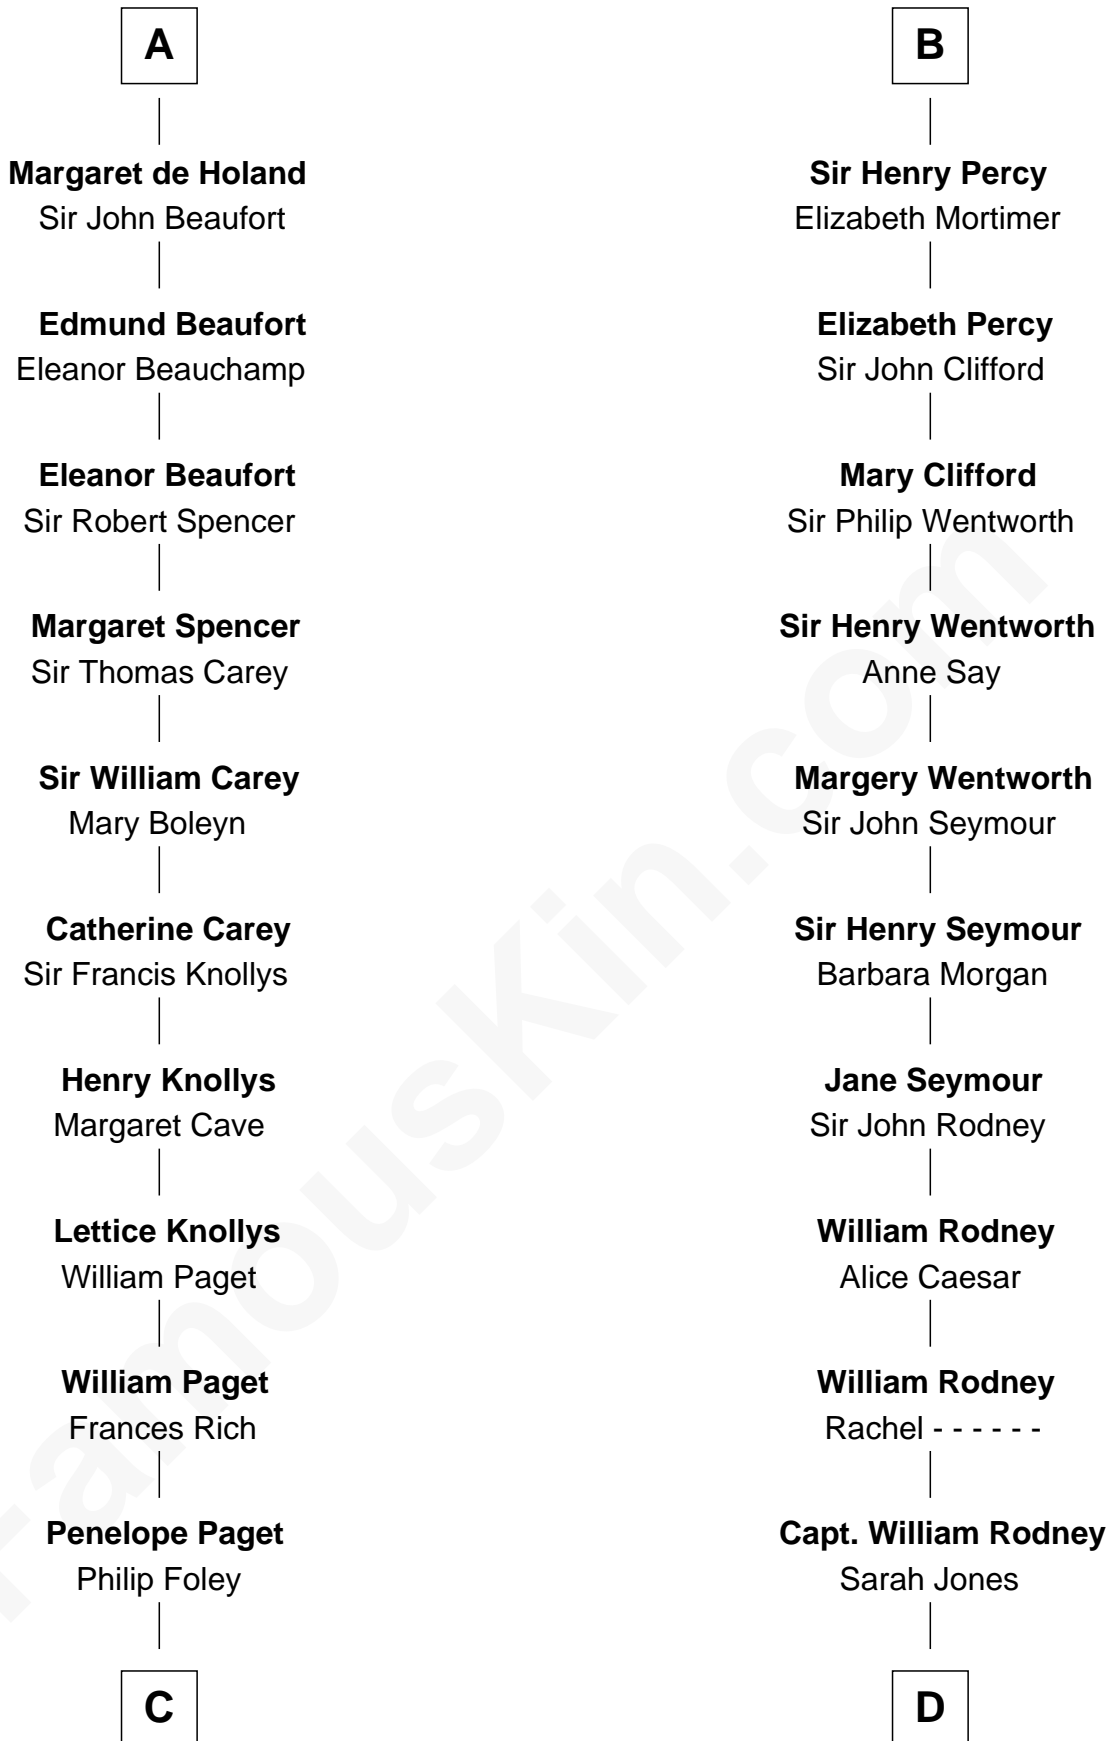 A
Margaret de Holand
Sir John Beaufort
Edmund Beaufort
Eleanor Beauchamp
Eleanor Beaufort
Sir Robert Spencer
Margaret Spencer
Sir Thomas Carey
Sir William Carey
Mary Boleyn
Catherine Carey
Sir Francis Knollys
Henry Knollys
Margaret Cave
Lettice Knollys
William Paget
William Paget
Frances Rich
Penelope Paget
Philip Foley
C
B
Sir Henry Percy
Elizabeth Mortimer
Elizabeth Percy
Sir John Clifford
Mary Clifford
Sir Philip Wentworth
Sir Henry Wentworth
Anne Say
Margery Wentworth
Sir John Seymour
Sir Henry Seymour
Barbara Morgan
Jane Seymour
Sir John Rodney
William Rodney
Alice Caesar
William Rodney
Rachel - - - - - -
Capt. William Rodney
Sarah Jones
D
FamousKin.com